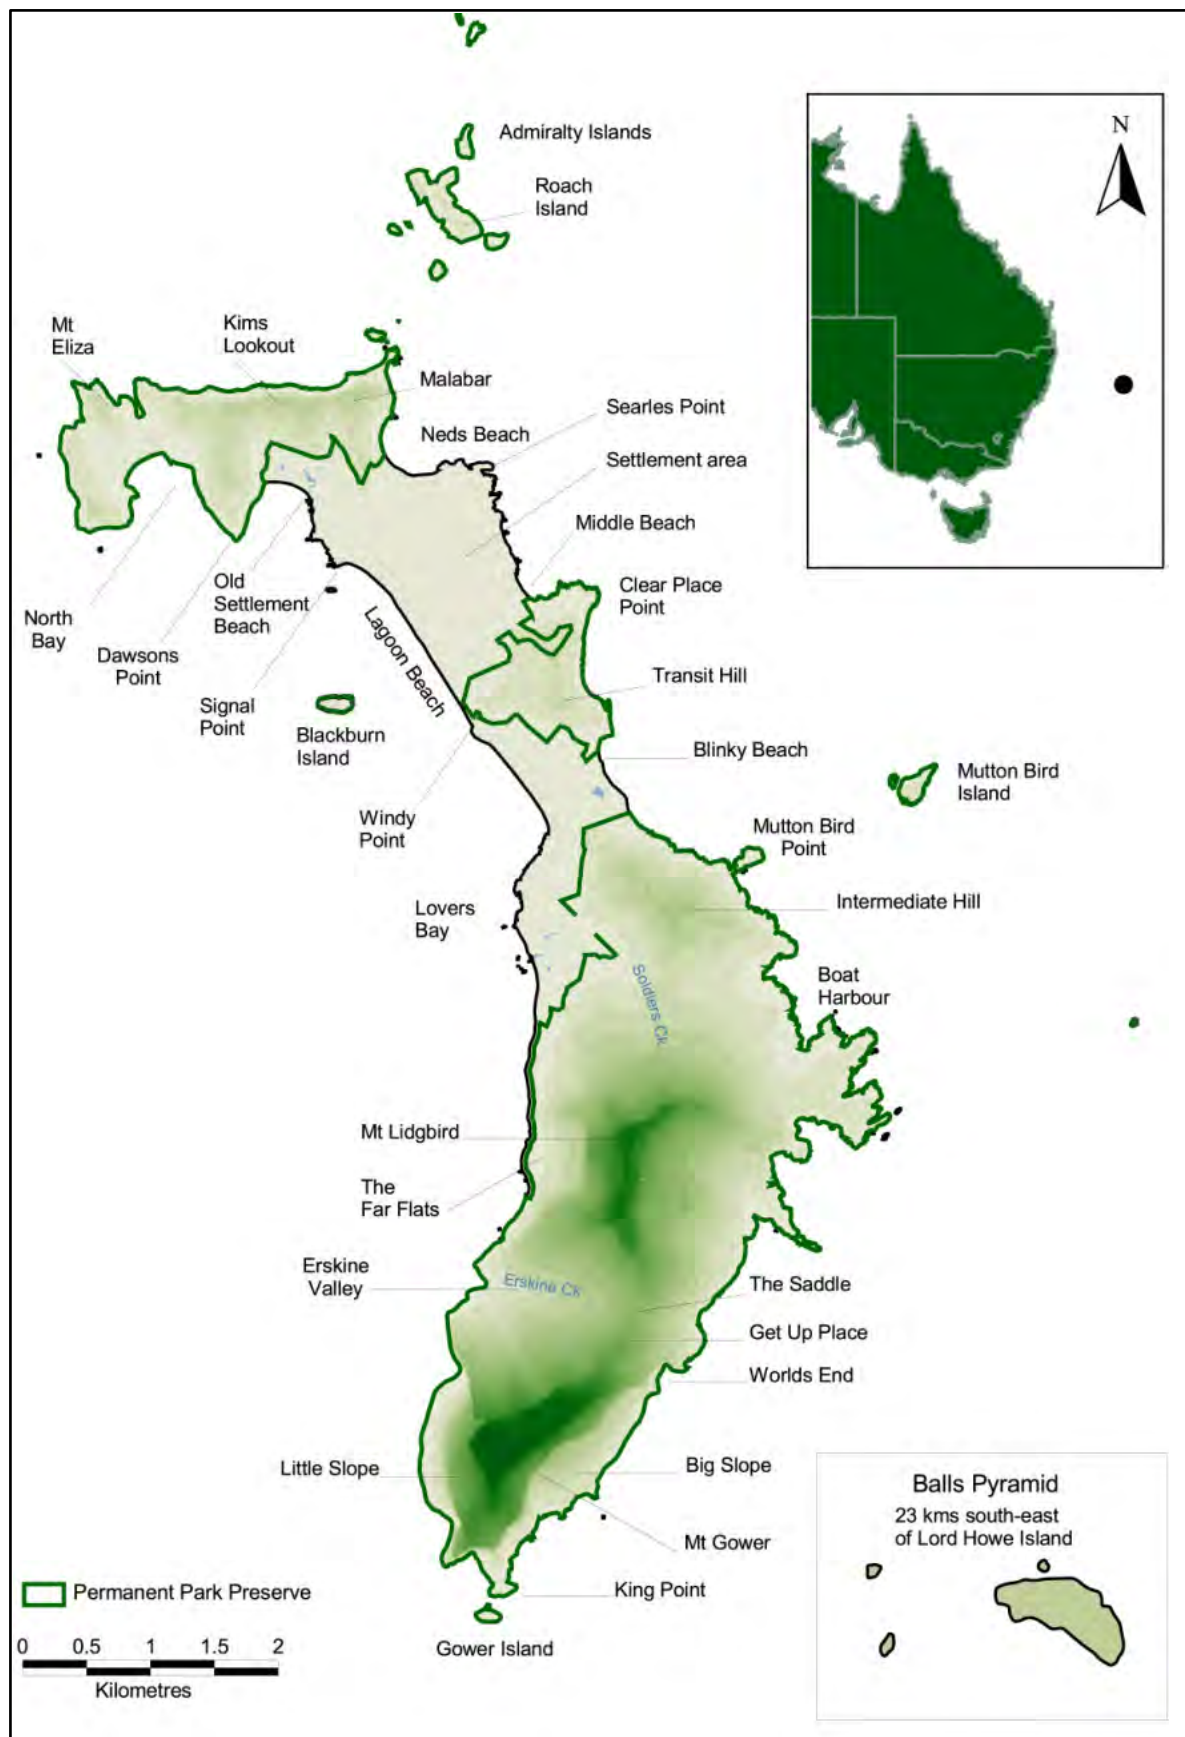 Admiralty Islands
N
Roach
Island
Mt
Eliza
Kims
Lookout
Malabar
Searles Point
Neds Beach
Settlement area
Middle Beach
Clear Place
Point
North
Bay
Old
Settlement
Beach
Dawsons
Point
Lagoon Beach
Transit Hill
Signal
Point
Blackburn
Island
Blinky Beach
Mutton Bird
Island
Windy
Point
Mutton Bird
Point
Intermediate Hill
Lovers
Bay
Soldiers Ck
Boat
Harbour
Mt Lidgbird
The
Far Flats
Erskine
Valley
Erskine Ck
The Saddle
Get Up Place
Worlds End
Little Slope
Big Slope
Mt Gower
King Point
Gower Island
Balls Pyramid
23 kms south-east
of Lord Howe Island
Permanent Park Preserve
0 0.5 1 1.5 2
Kilometres